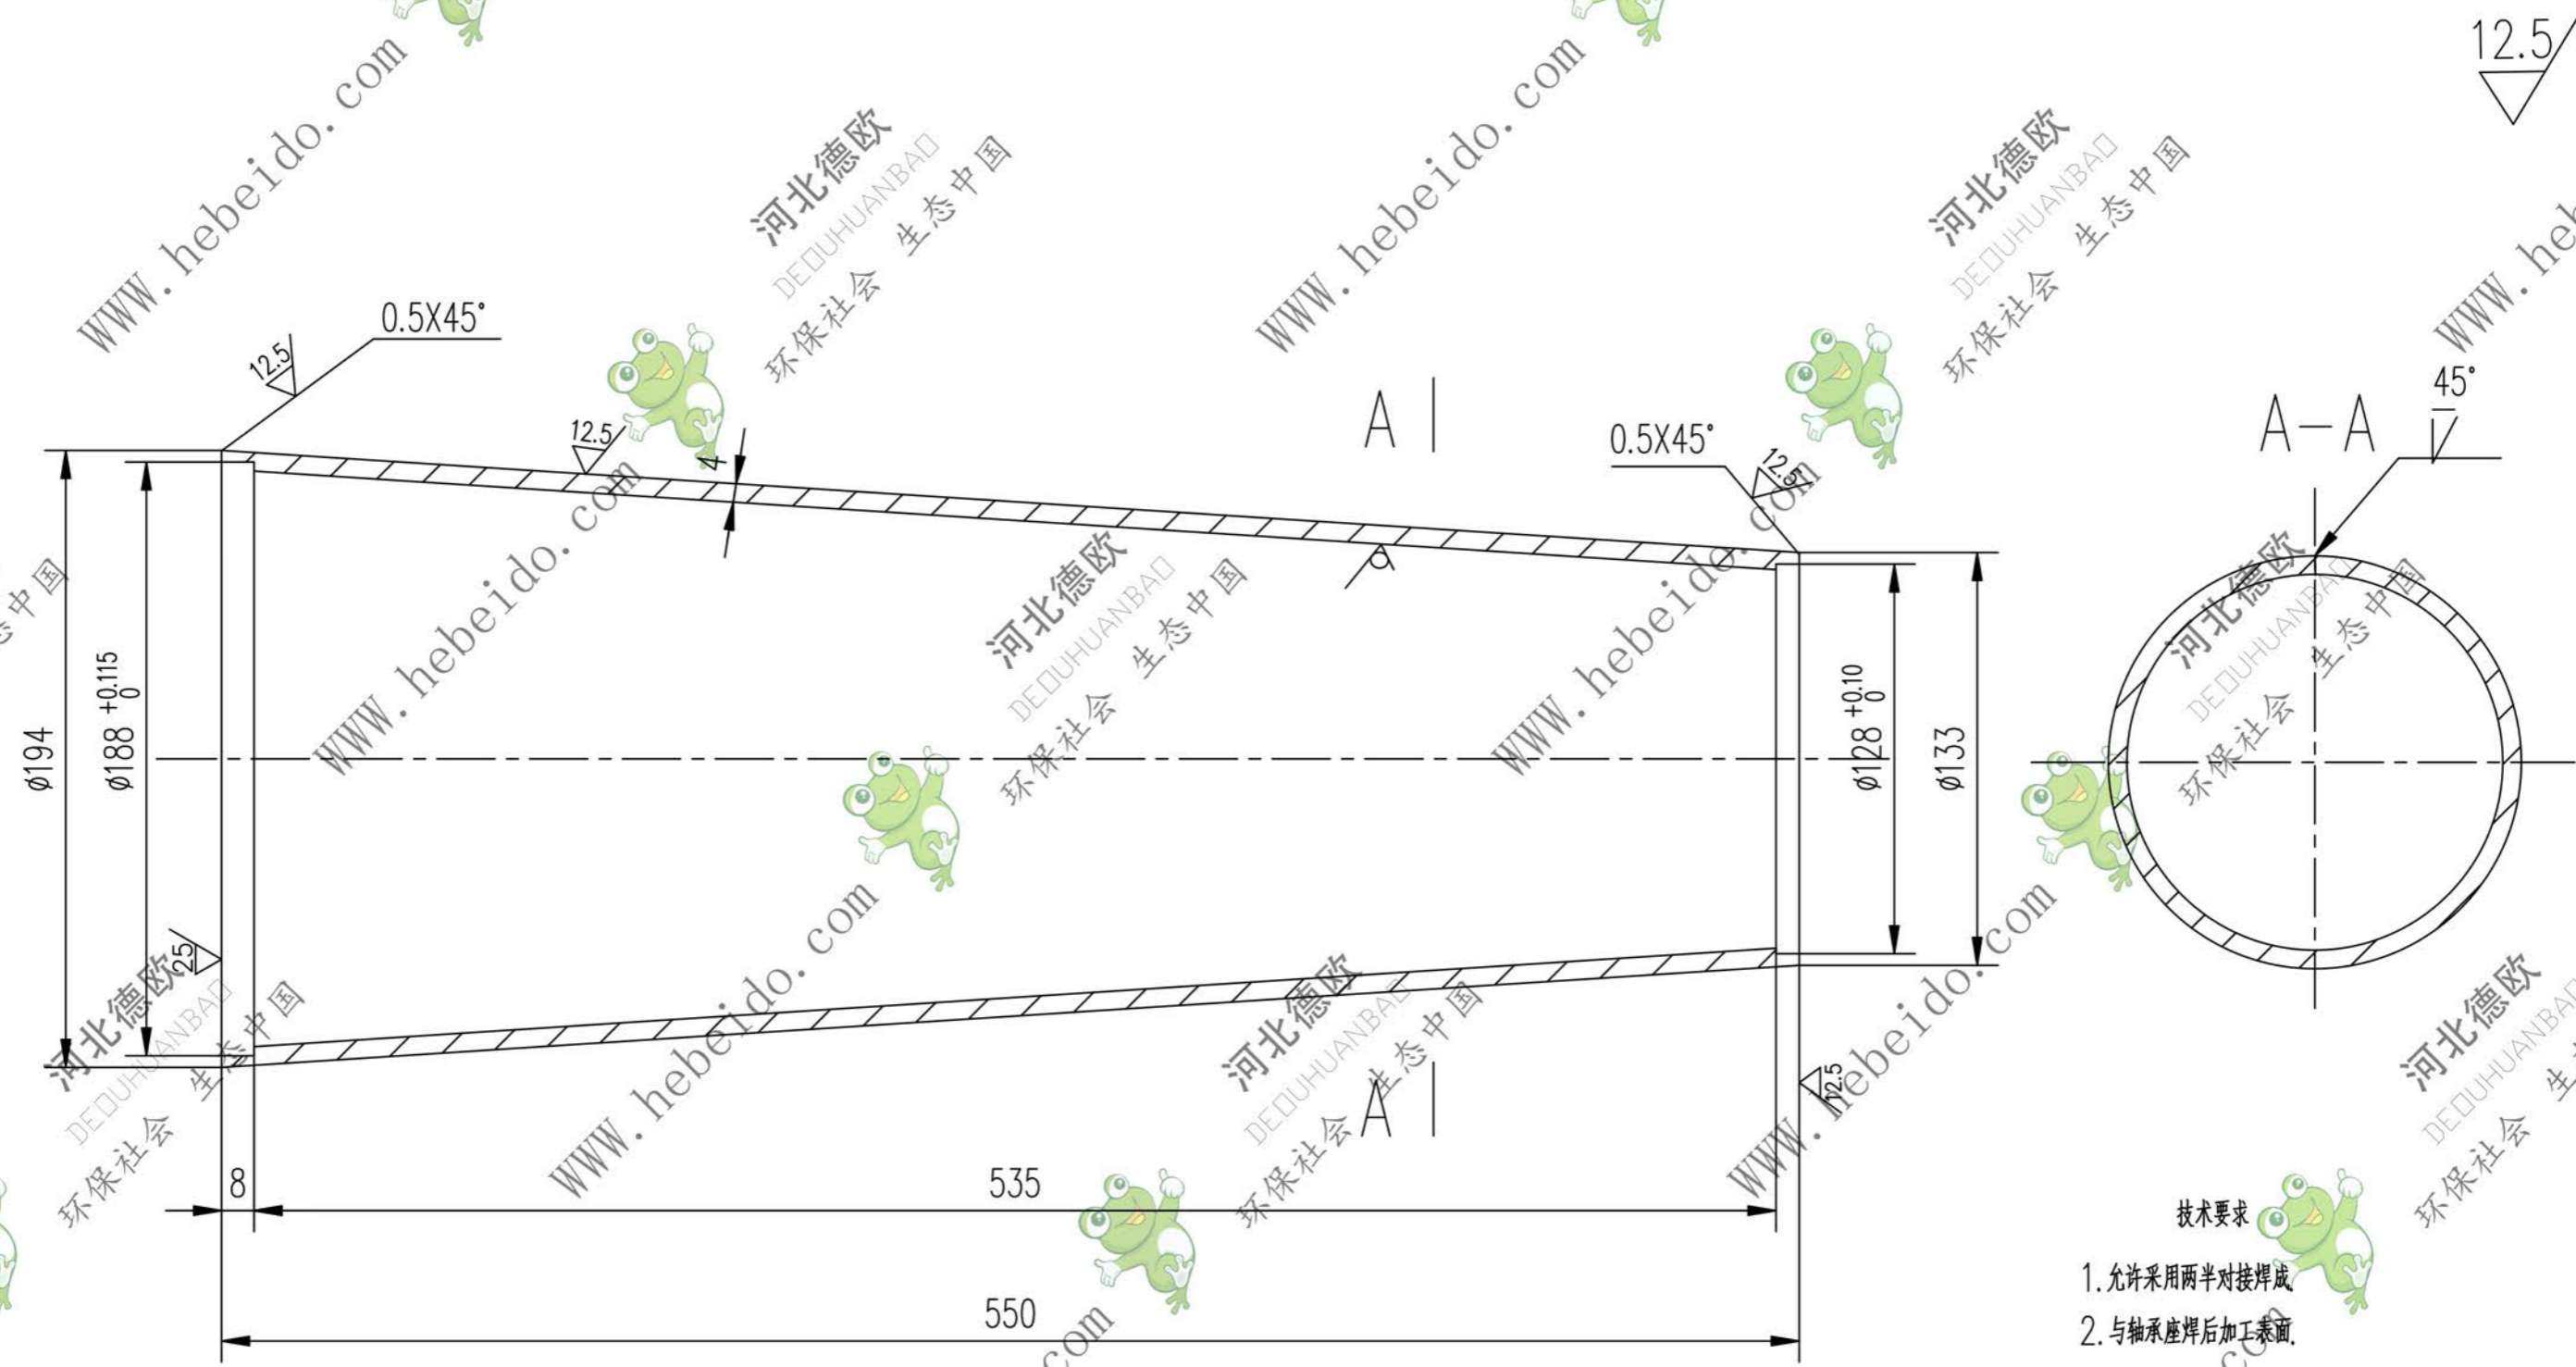 12.5
0.5X45°
12.5
12.5
4
A
0.5X45°
12.5
A-A
45°
ø194
ø188 +0.115 0
ø128 +0.10 0
ø133
25
12.5
A
8
535
550
技术要求
1.允许采用两半对接焊成.
2.与轴承座焊后加工表面.
WWW.hebeido.com
河北德欧
DEOUHUANBAO
环保社会 生态中国